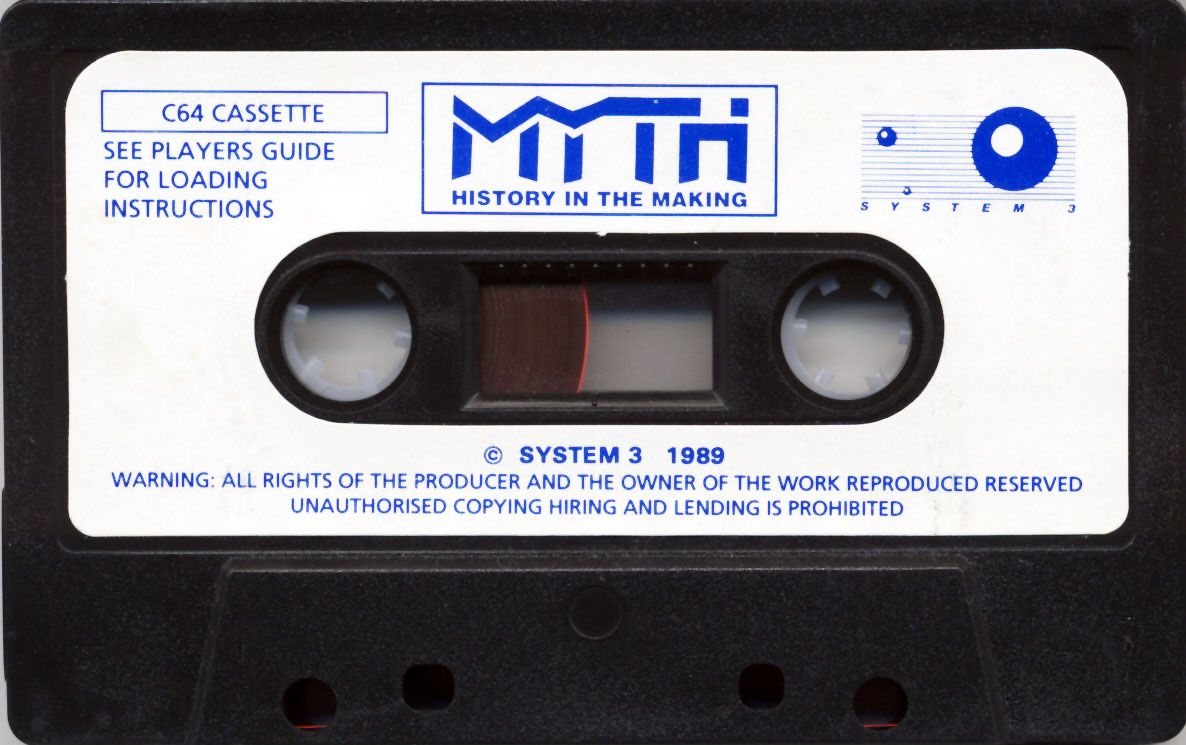 C64 CASSETTE
SEE PLAYERS GUIDE
FOR LOADING
INSTRUCTIONS
MYTH
HISTORY IN THE MAKING
SYSTEM 3
© SYSTEM 3 1989
WARNING: ALL RIGHTS OF THE PRODUCER AND THE OWNER OF THE WORK REPRODUCED RESERVED
UNAUTHORISED COPYING HIRING AND LENDING IS PROHIBITED